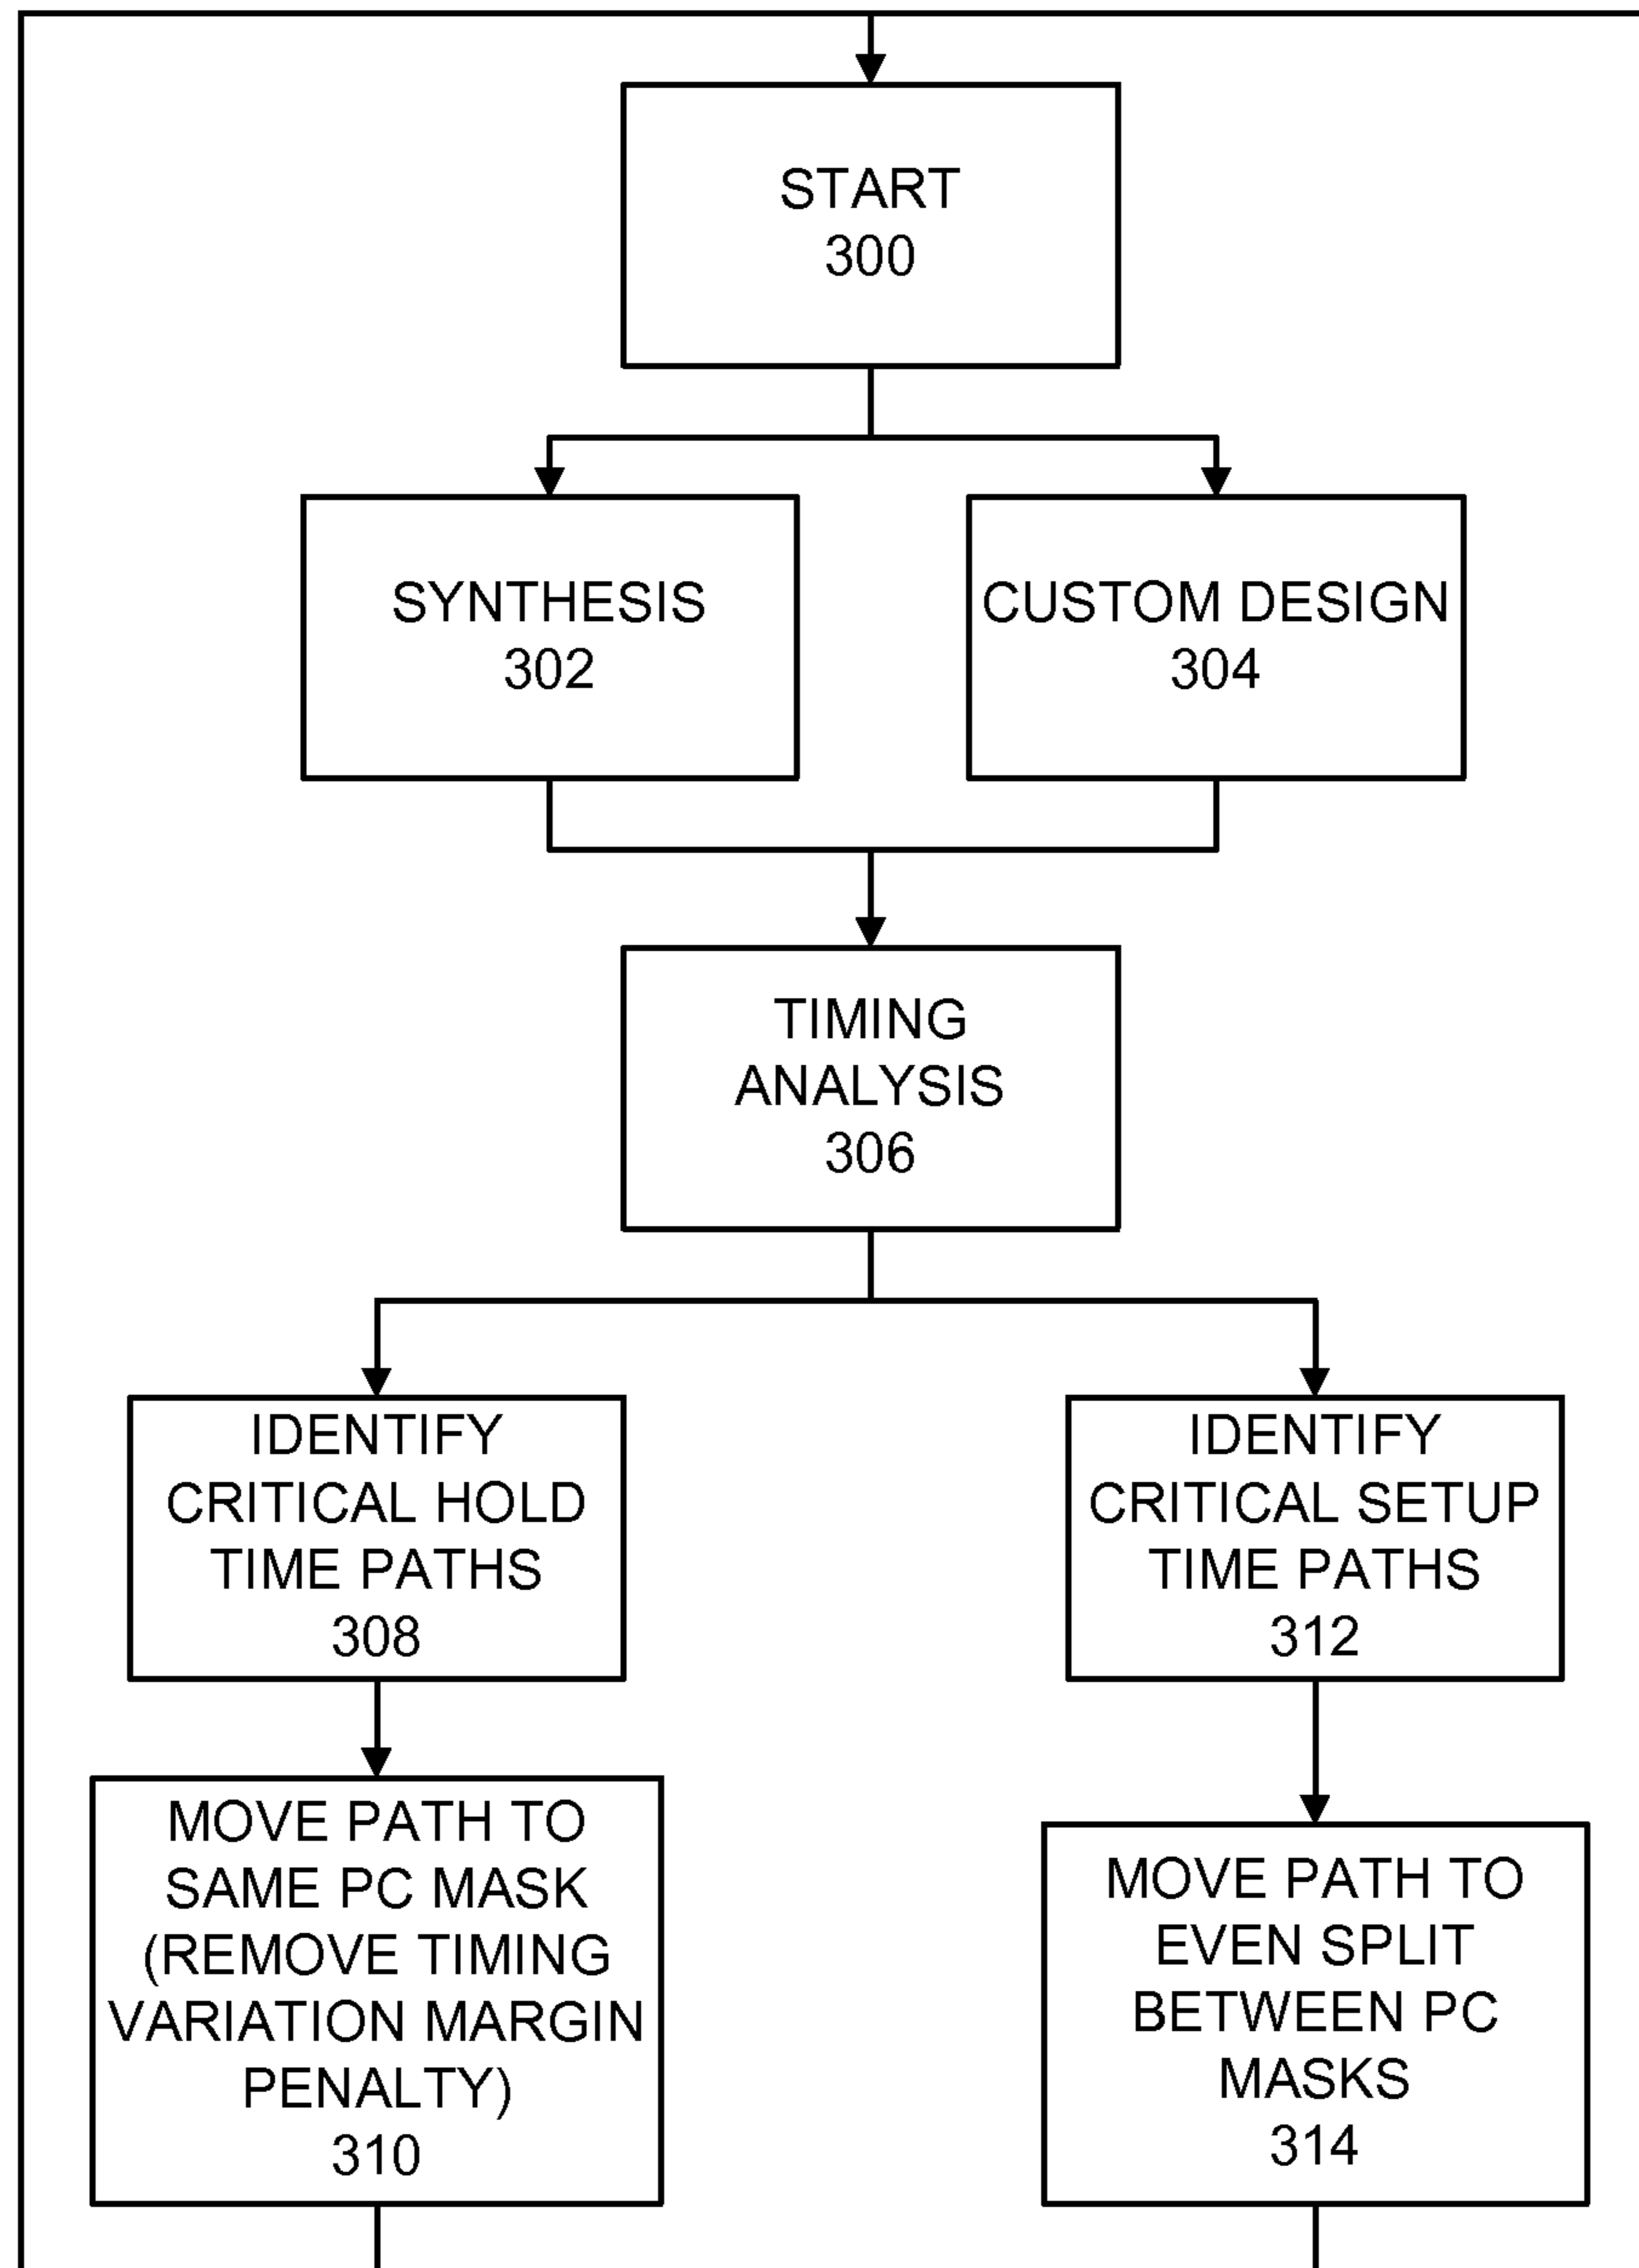 START
300
SYNTHESIS
302
CUSTOM DESIGN
304
TIMING
ANALYSIS
306
IDENTIFY
CRITICAL HOLD
TIME PATHS
308
IDENTIFY
CRITICAL SETUP
TIME PATHS
312
MOVE PATH TO
SAME PC MASK
(REMOVE TIMING
VARIATION MARGIN
PENALTY)
310
MOVE PATH TO
EVEN SPLIT
BETWEEN PC
MASKS
314